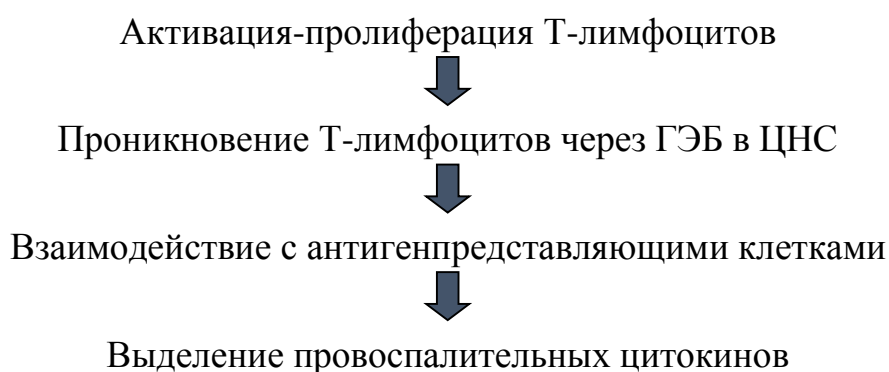 Активация-пролиферация Т-лимфоцитов
Проникновение Т-лимфоцитов через ГЭБ в ЦНС
Взаимодействие с антигенпредставляющими клетками
Выделение провоспалительных цитокинов